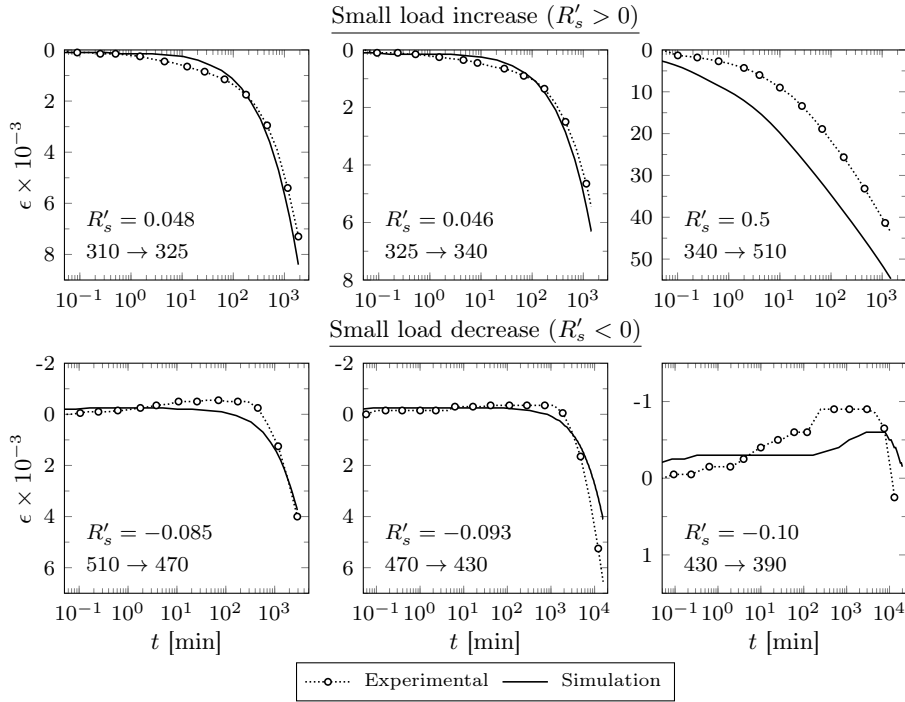 Small load increase (R′ₛ > 0)
0
2
4
6
8
ϵ × 10⁻³
R′ₛ = 0.048
310 → 325
10⁻¹ 10⁰ 10¹ 10² 10³
0
2
4
6
8
R′ₛ = 0.046
325 → 340
10⁻¹ 10⁰ 10¹ 10² 10³
0
10
20
30
40
50
R′ₛ = 0.5
340 → 510
10⁻¹ 10⁰ 10¹ 10² 10³
Small load decrease (R′ₛ < 0)
-2
0
2
4
6
ϵ × 10⁻³
R′ₛ = −0.085
510 → 470
10⁻¹ 10⁰ 10¹ 10² 10³
t [min]
-2
0
2
4
6
R′ₛ = −0.093
470 → 430
10⁻¹ 10⁰ 10¹ 10² 10³ 10⁴
t [min]
-1
0
1
R′ₛ = −0.10
430 → 390
10⁻¹ 10⁰ 10¹ 10² 10³ 10⁴
t [min]
Experimental
Simulation